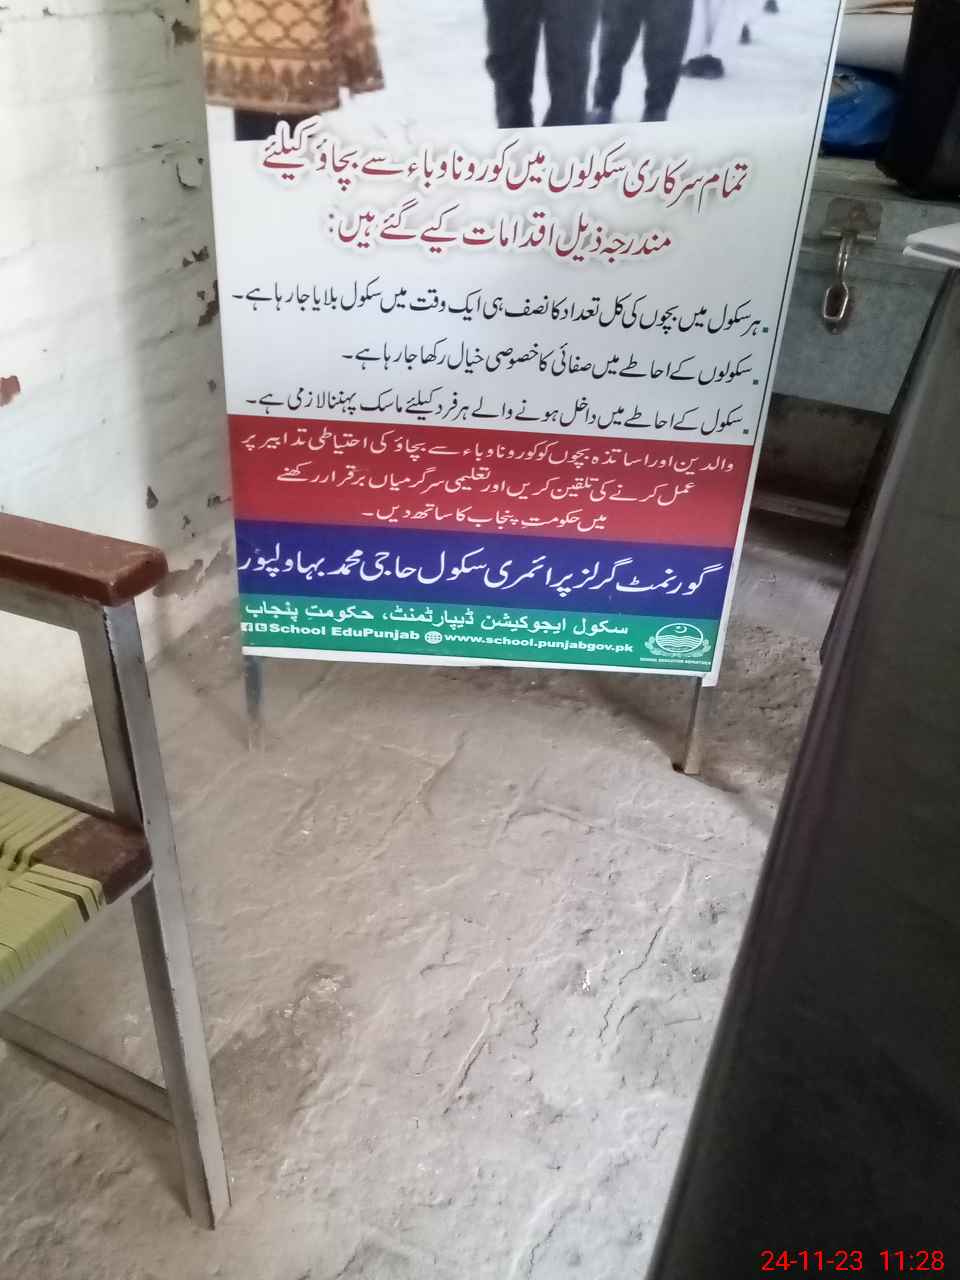 تمام سرکاری سکولوں میں کورونا وباء سے بچاؤ کیلئے
مندرجہ ذیل اقدامات کیے گئے ہیں:
▪ ہر سکول میں بچوں کی کل تعداد کا نصف ہی ایک وقت میں سکول بلایا جا رہا ہے۔
▪ سکولوں کے احاطے میں صفائی کا خصوصی خیال رکھا جا رہا ہے۔
▪ سکول کے احاطے میں داخل ہونے والے ہر فرد کیلئے ماسک پہننا لازمی ہے۔
والدین اور اساتذہ بچوں کو کورونا وباء سے بچاؤ کی احتیاطی تدابیر پر
عمل کرنے کی تلقین کریں اور تعلیمی سرگرمیاں برقرار رکھنے
میں حکومتِ پنجاب کا ساتھ دیں۔
گورنمٹ گرلز پرائمری سکول حاجی محمد بہاولپور
سکول ایجوکیشن ڈیپارٹمنٹ، حکومتِ پنجاب
School EduPunjab www.school.punjabgov.pk
SCHOOL EDUCATION DEPARTMENT
24-11-23 11:28